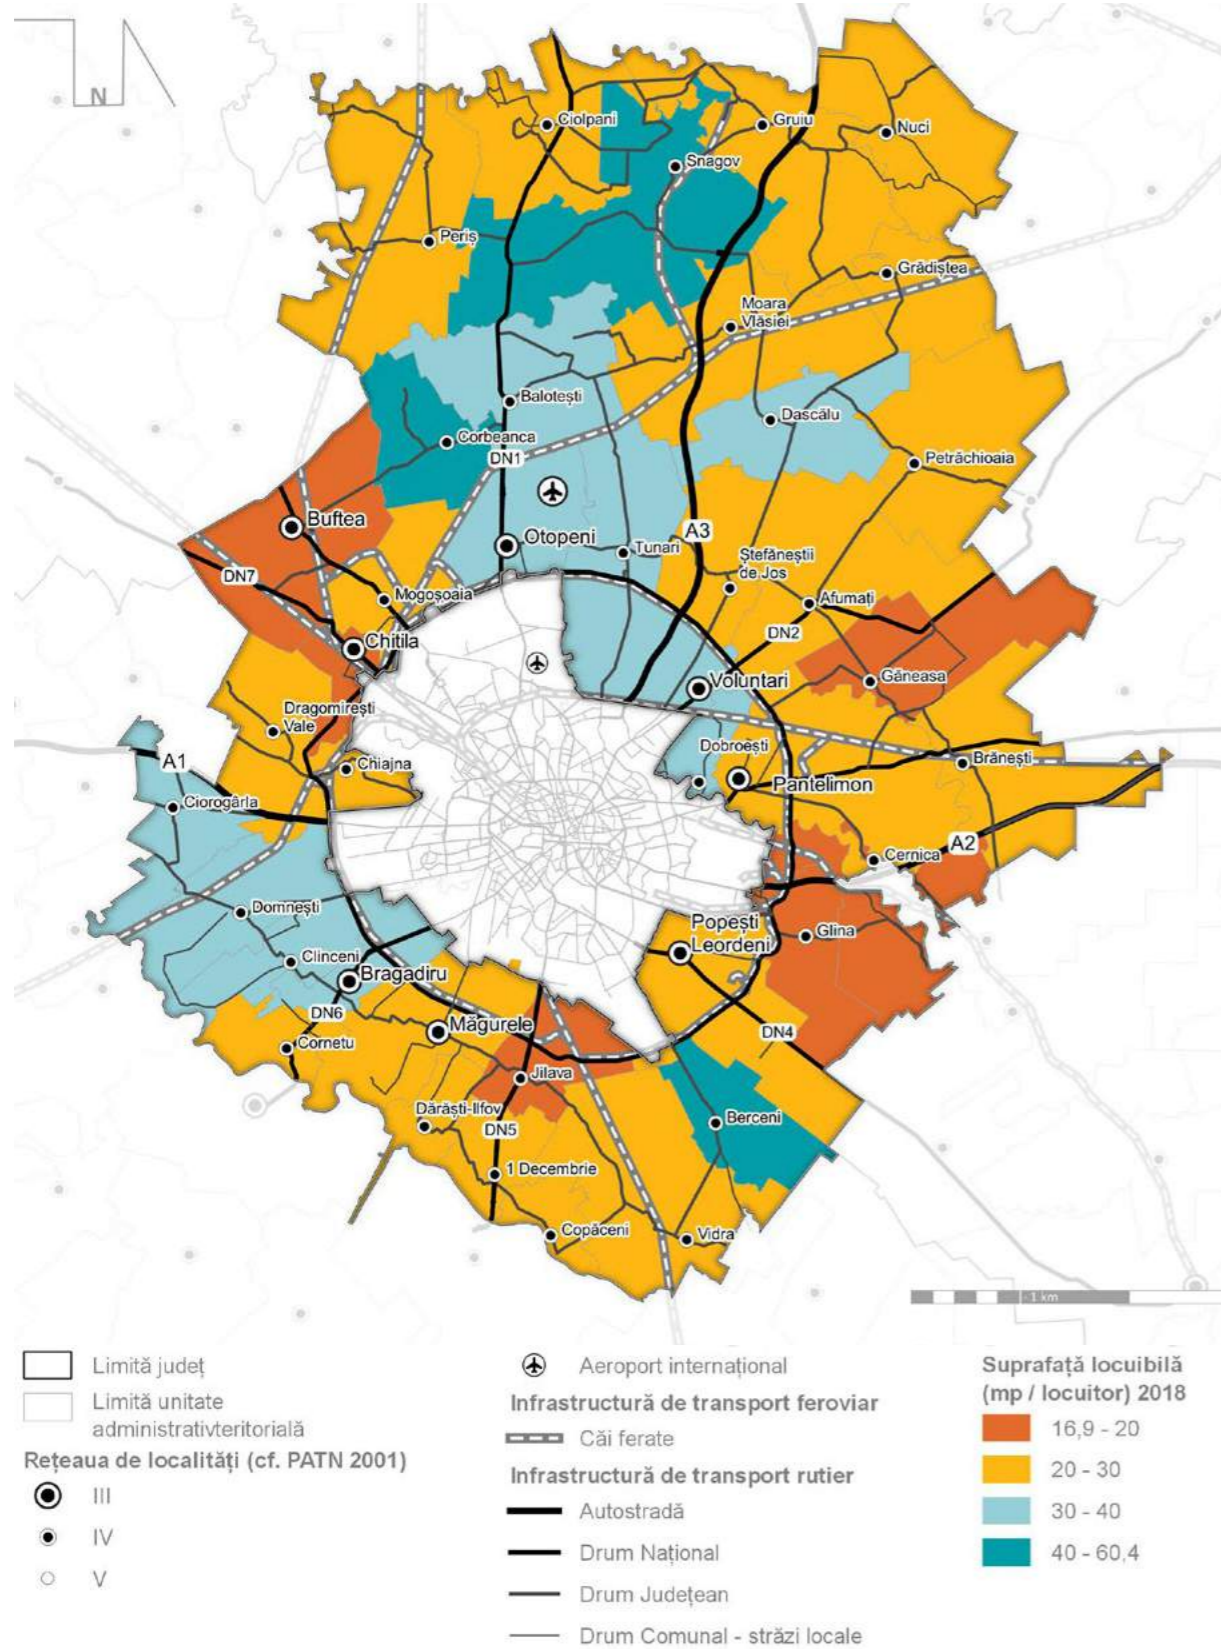 N
Ciolpani
Gruiu
Nuci
Snagov
Periș
Grădiștea
Moara
Vlăsiei
Balotești
Dascălu
Corbeanca
DN1
Petrăchioaia
Buftea
Otopeni
A3
Tunari
Ștefăneștii
de Jos
DN7
Mogoșoaia
Afumați
DN2
Chitila
Găneasa
Voluntari
Dragomirești
Vale
Dobroești
A1
Chiajna
Brănești
Pantelimon
Ciorogârla
A2
Cernica
Domnești
Popești
Leordeni
Glina
Clinceni
Bragadiru
DN6
Măgurele
DN4
Cornetu
Jilava
Dărăști-Ilfov
Berceni
DN5
1 Decembrie
Copăceni
Vidra
1 km
Limită județ
Limită unitate
administrativteritorială
Rețeaua de localități (cf. PATN 2001)
III
IV
V
Aeroport internațional
Infrastructură de transport feroviar
Căi ferate
Infrastructură de transport rutier
Autostradă
Drum Național
Drum Județean
Drum Comunal - străzi locale
Suprafață locuibilă
(mp / locuitor) 2018
16,9 - 20
20 - 30
30 - 40
40 - 60,4